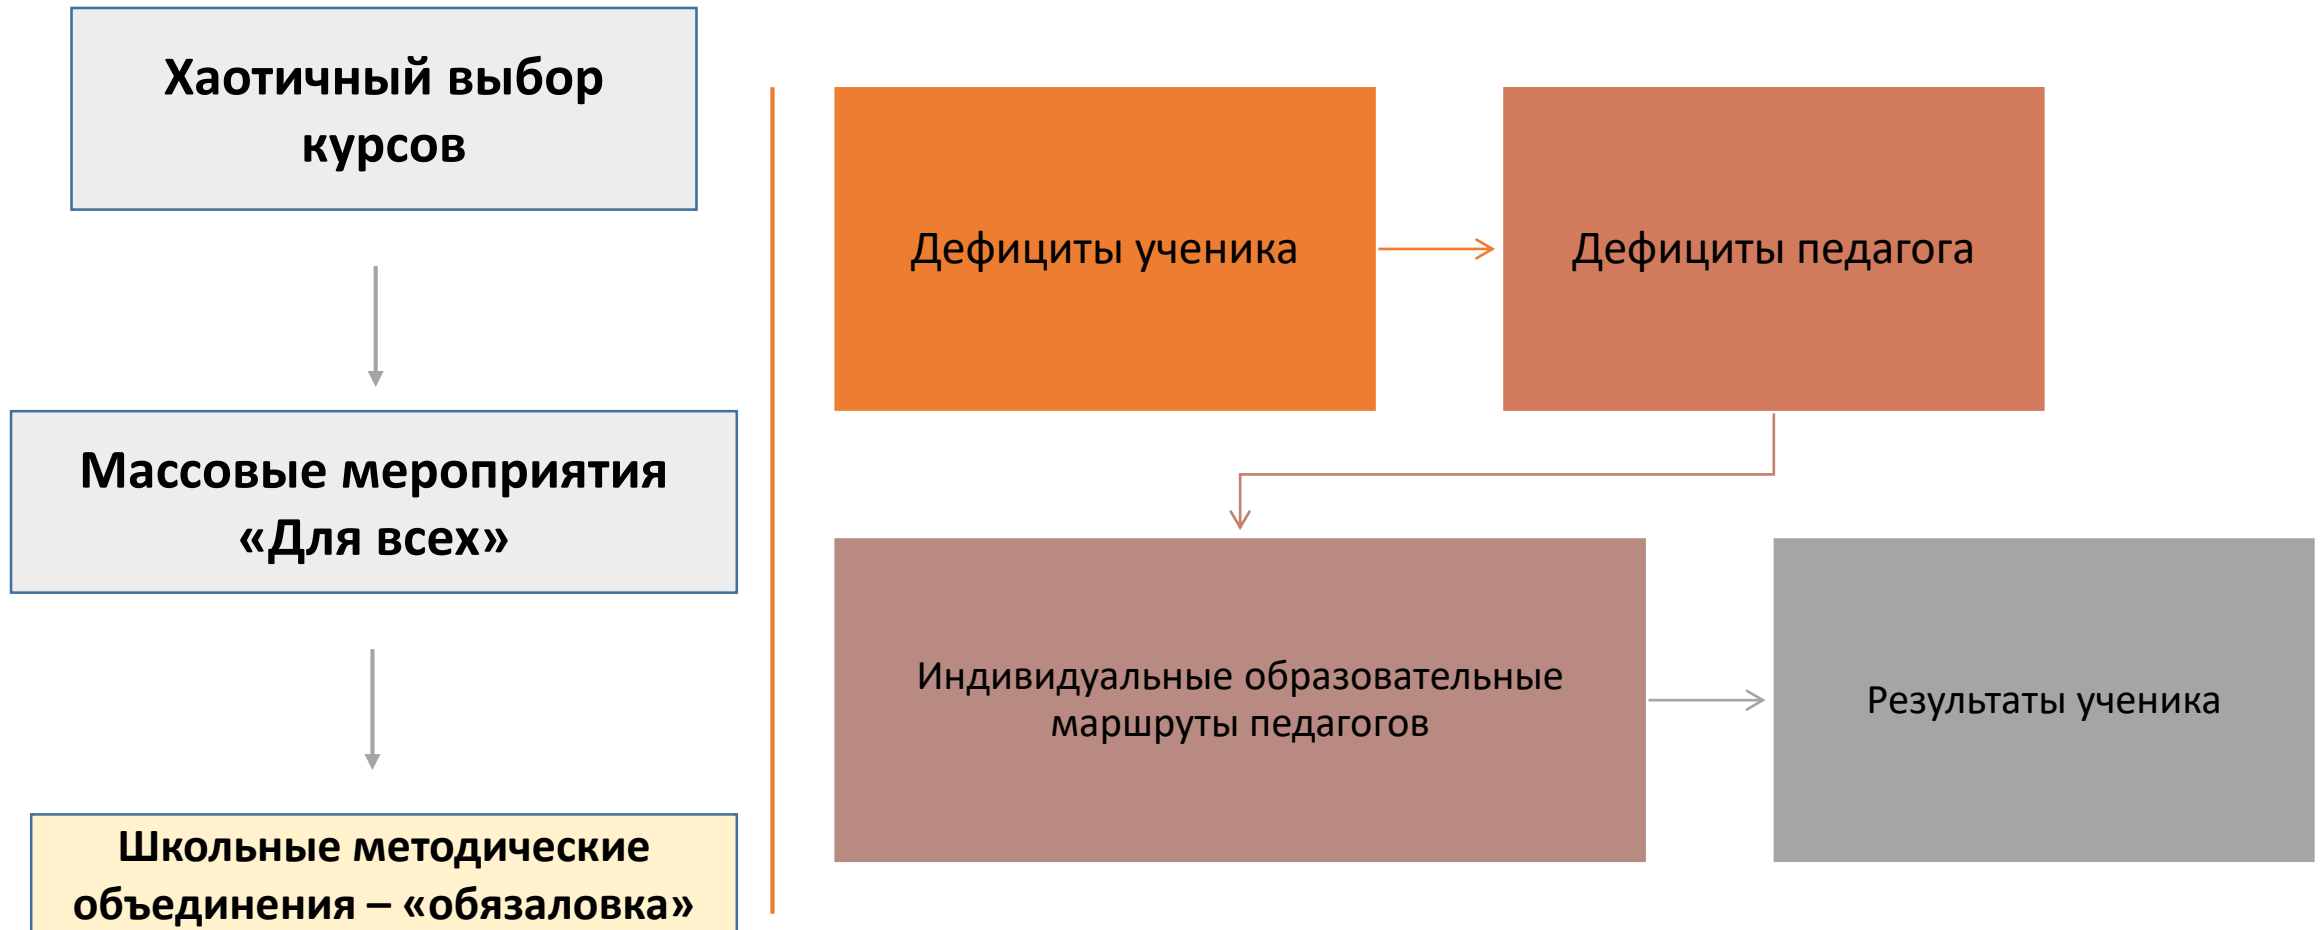 Хаотичный выбор
курсов
Массовые мероприятия
«Для всех»
Школьные методические
объединения – «обязаловка»
Дефициты ученика
Дефициты педагога
Индивидуальные образовательные
маршруты педагогов
Результаты ученика